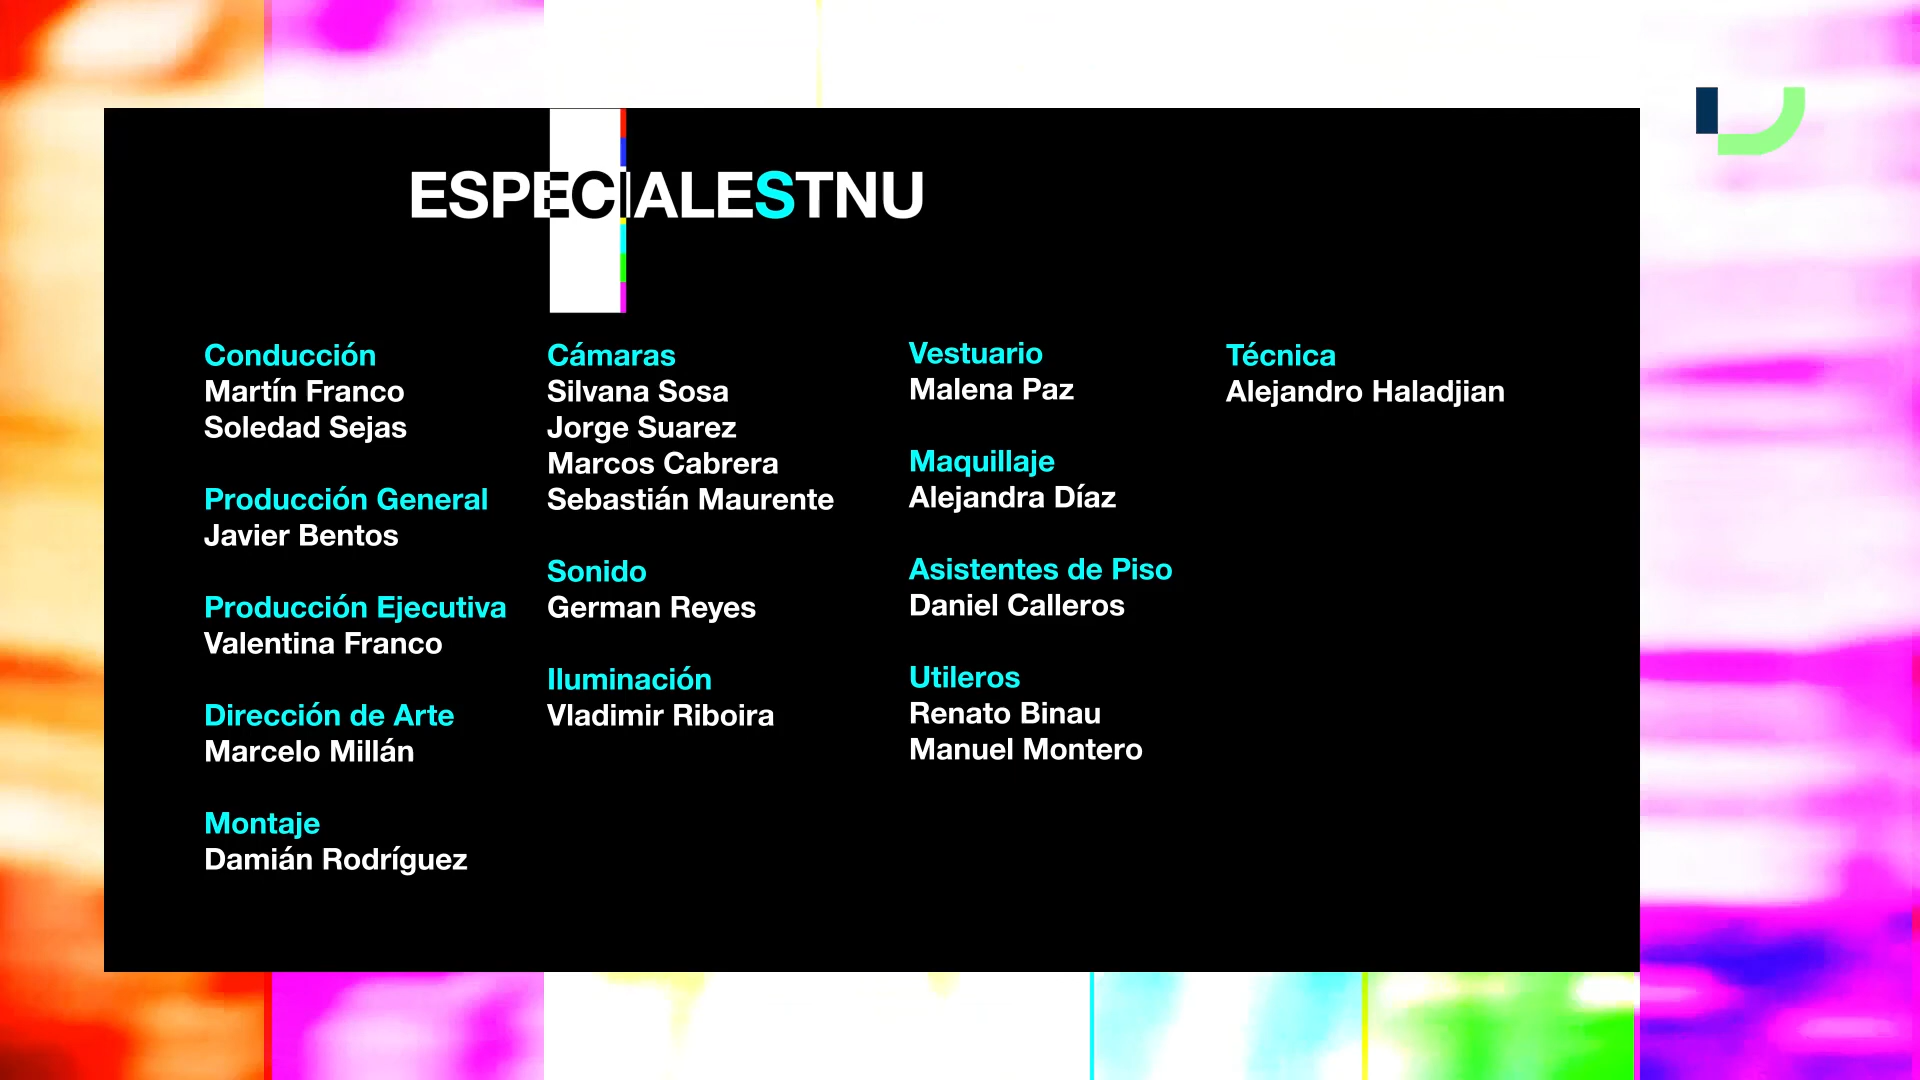 ESPECIALESTNU
Conducción
Martín Franco
Soledad Sejas
Producción General
Javier Bentos
Producción Ejecutiva
Valentina Franco
Dirección de Arte
Marcelo Millán
Montaje
Damián Rodríguez
Cámaras
Silvana Sosa
Jorge Suarez
Marcos Cabrera
Sebastián Maurente
Sonido
German Reyes
Iluminación
Vladimir Riboira
Vestuario
Malena Paz
Maquillaje
Alejandra Díaz
Asistentes de Piso
Daniel Calleros
Utileros
Renato Binau
Manuel Montero
Técnica
Alejandro Haladjian